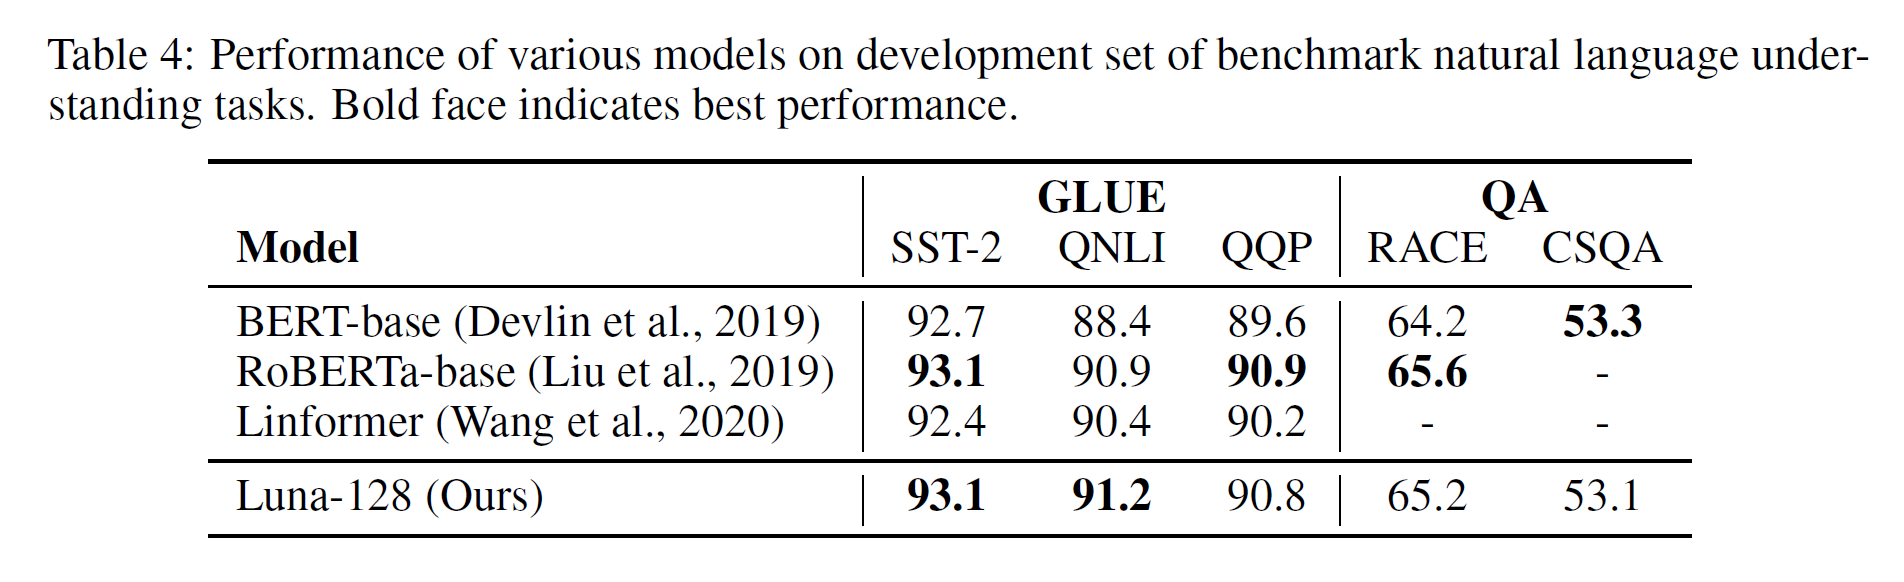 Table 4: Performance of various models on development set of benchmark natural language under-
standing tasks. Bold face indicates best performance.
GLUE QA
Model SST-2 QNLI QQP RACE CSQA
BERT-base (Devlin et al., 2019) 92.7 88.4 89.6 64.2 53.3
RoBERTa-base (Liu et al., 2019) 93.1 90.9 90.9 65.6 -
Linformer (Wang et al., 2020) 92.4 90.4 90.2 - -
Luna-128 (Ours) 93.1 91.2 90.8 65.2 53.1